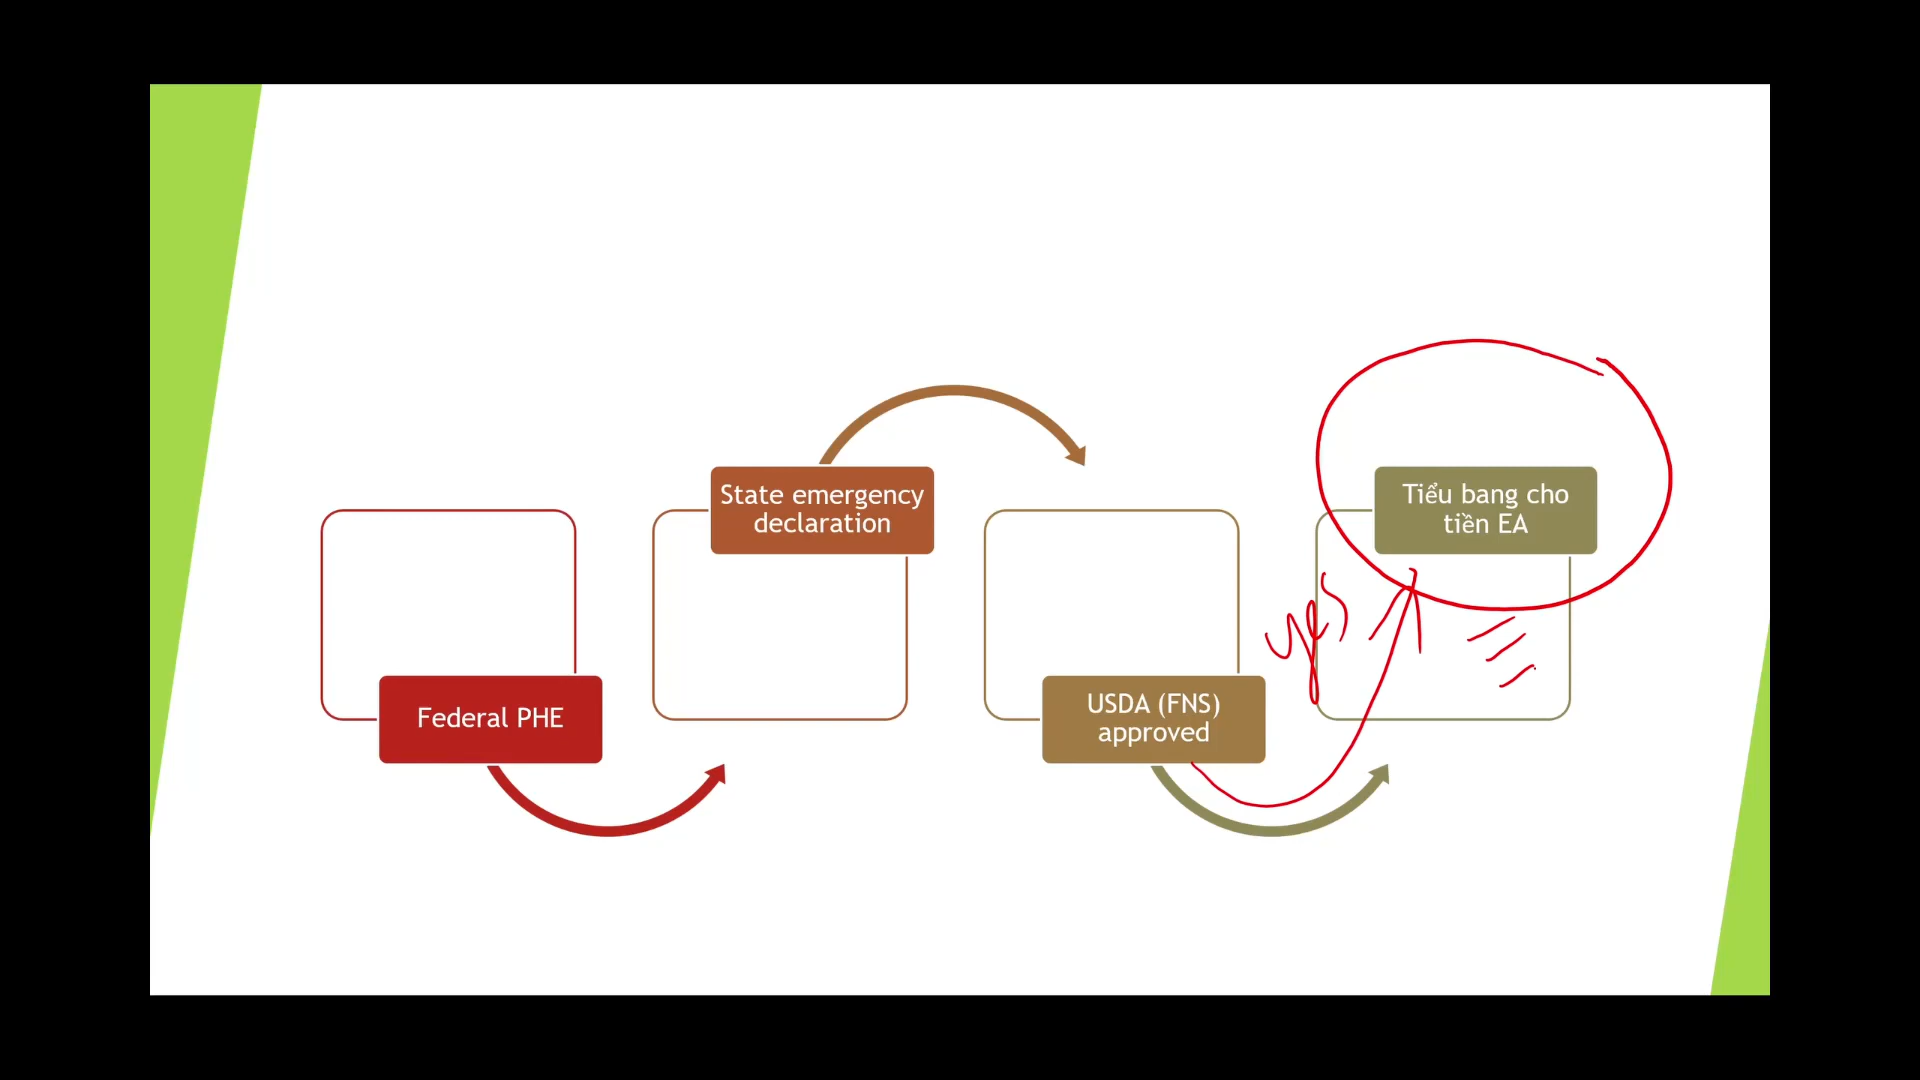 Federal PHE
State emergency
declaration
USDA (FNS)
approved
yes
Tiểu bang cho
tiền EA